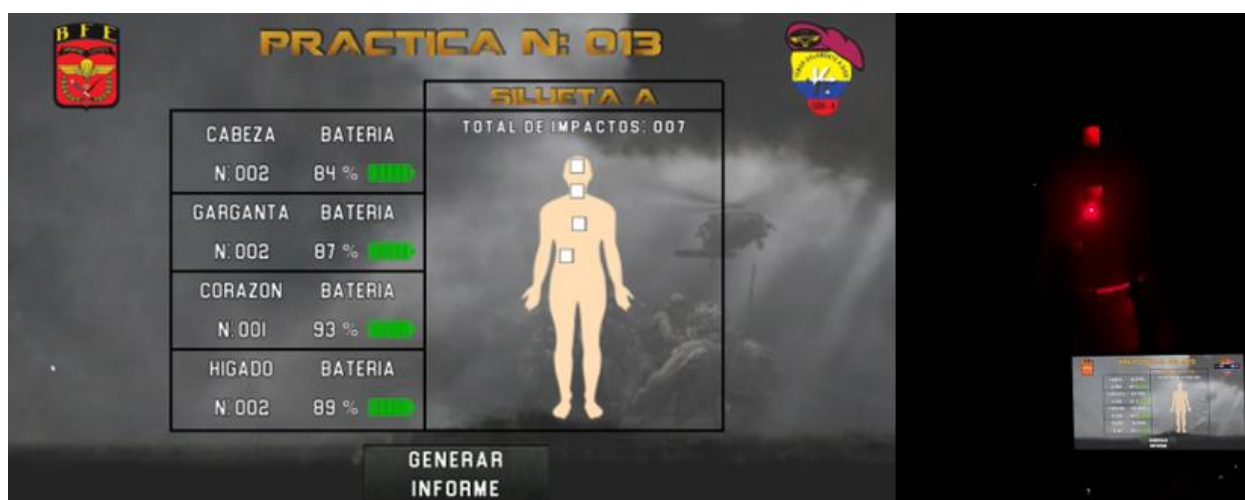 BFE
PRACTICA N: 013
SILUETA A
TOTAL DE IMPACTOS: 007
CABEZA BATERIA
N: 002 84 %
GARGANTA BATERIA
N: 002 87 %
CORAZON BATERIA
N: 001 93 %
HIGADO BATERIA
N: 002 89 %
GENERAR
INFORME